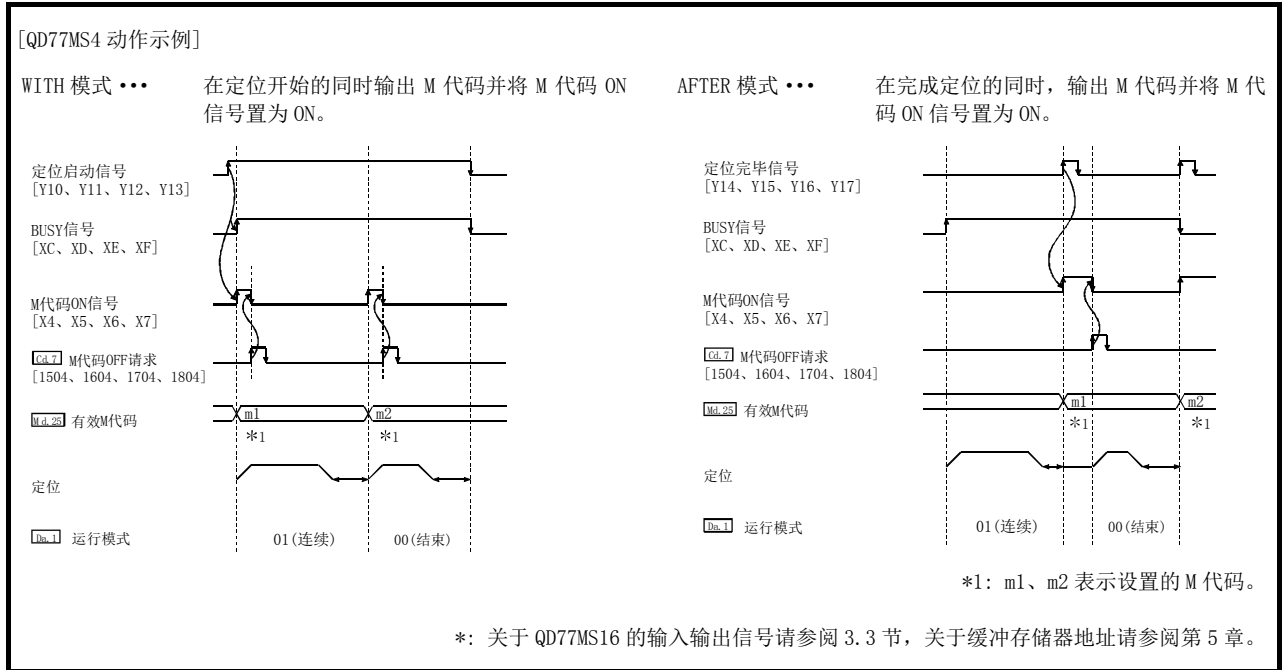 [QD77MS4 动作示例]
WITH 模式 ••• 在定位开始的同时输出 M 代码并将 M 代码 ON
信号置为 ON。
AFTER 模式 ••• 在完成定位的同时，输出 M 代码并将 M 代
码 ON 信号置为 ON。
定位启动信号
[Y10、Y11、Y12、Y13]
BUSY信号
[XC、XD、XE、XF]
M代码ON信号
[X4、X5、X6、X7]
Cd.7 M代码OFF请求
[1504、1604、1704、1804]
Md.25 有效M代码
m1
m2
*1
*1
定位
Da.1 运行模式
01(连续)
00(结束)
定位完毕信号
[Y14、Y15、Y16、Y17]
BUSY信号
[XC、XD、XE、XF]
M代码ON信号
[X4、X5、X6、X7]
Cd.7 M代码OFF请求
[1504、1604、1704、1804]
Md.25 有效M代码
m1
m2
*1
*1
定位
Da.1 运行模式
01(连续)
00(结束)
*1: m1、m2 表示设置的 M 代码。
*: 关于 QD77MS16 的输入输出信号请参阅 3.3 节，关于缓冲存储器地址请参阅第 5 章。